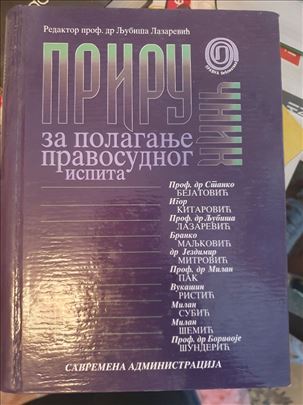 Редактор проф. др Љубиша Лазаревић
ПРИРУ
ЧНИК
за полагање
правосудног
испита
Проф. др Станко
БЕЈАТОВИЋ
Игор
КИТАРОВИЋ
Проф. др Љубиша
ЛАЗАРЕВИЋ
Бранко
МАЉКОВИЋ
др Јездимир
МИТРОВИЋ
Проф. др Милан
ПАК
Вукашин
РИСТИЋ
Милан
СУБИЋ
Милан
ШЕМИЋ
Проф. др Боривоје
ШУНДЕРИЋ
САВРЕМЕНА АДМИНИСТРАЦИЈА